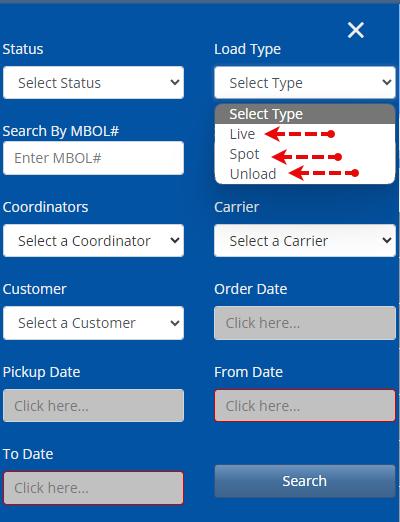 Status
Load Type
Select Status
Select Type
Select Type
Live
Spot
Unload
Search By MBOL#
Enter MBOL#
Coordinators
Carrier
Select a Coordinator
Select a Carrier
Customer
Order Date
Select a Customer
Click here...
Pickup Date
From Date
Click here...
Click here...
To Date
Click here...
Search